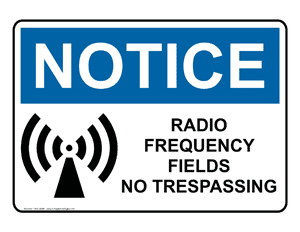 NOTICE
RADIO
FREQUENCY
FIELDS
NO TRESPASSING